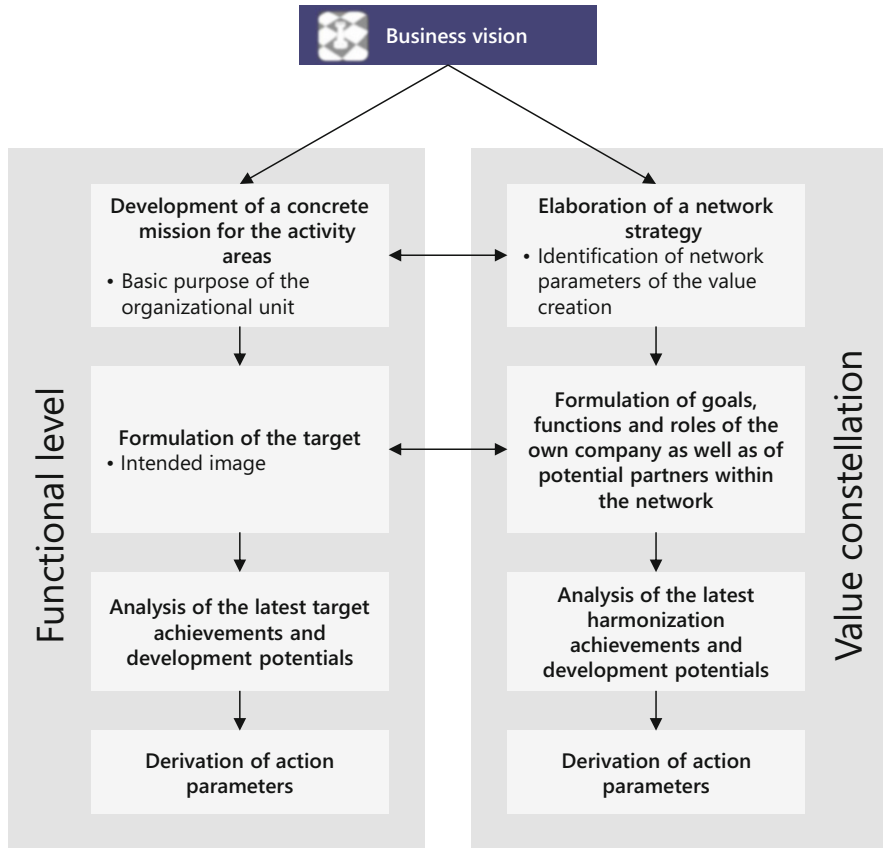 Business vision
Functional level
Development of a concrete
mission for the activity
areas
• Basic purpose of the
organizational unit
Formulation of the target
• Intended image
Analysis of the latest target
achievements and
development potentials
Derivation of action
parameters
Elaboration of a network
strategy
• Identification of network
parameters of the value
creation
Formulation of goals,
functions and roles of the
own company as well as of
potential partners within
the network
Analysis of the latest
harmonization
achievements and
development potentials
Derivation of action
parameters
Value constellation